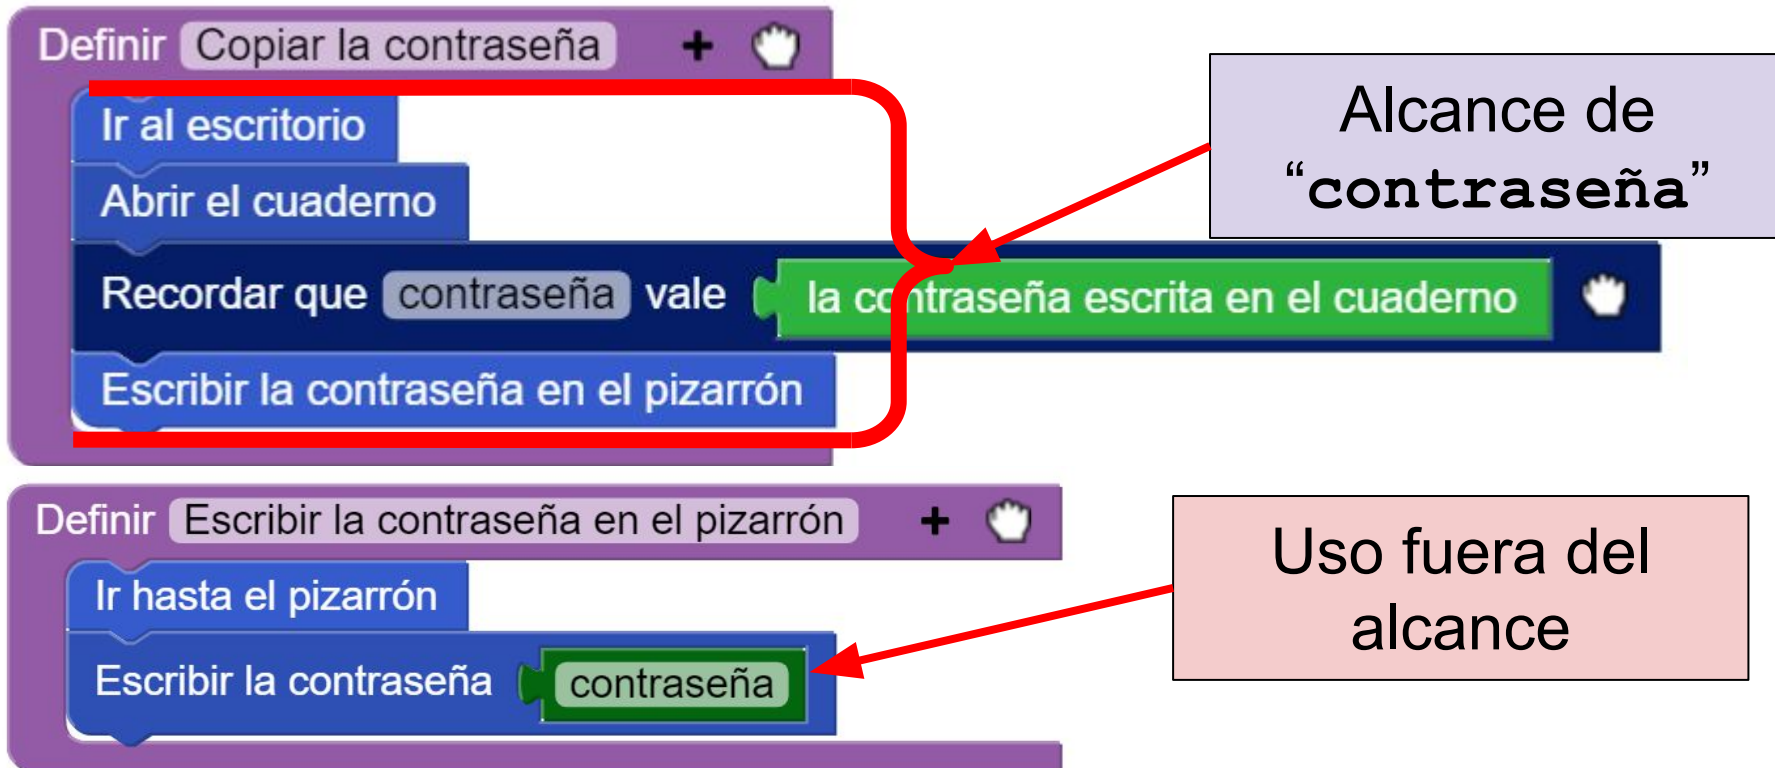 Definir Copiar la contraseña +
Ir al escritorio
Abrir el cuaderno
Recordar que contraseña vale la contraseña escrita en el cuaderno
Escribir la contraseña en el pizarrón
Alcance de
“contraseña”
Definir Escribir la contraseña en el pizarrón +
Ir hasta el pizarrón
Escribir la contraseña contraseña
Uso fuera del
alcance